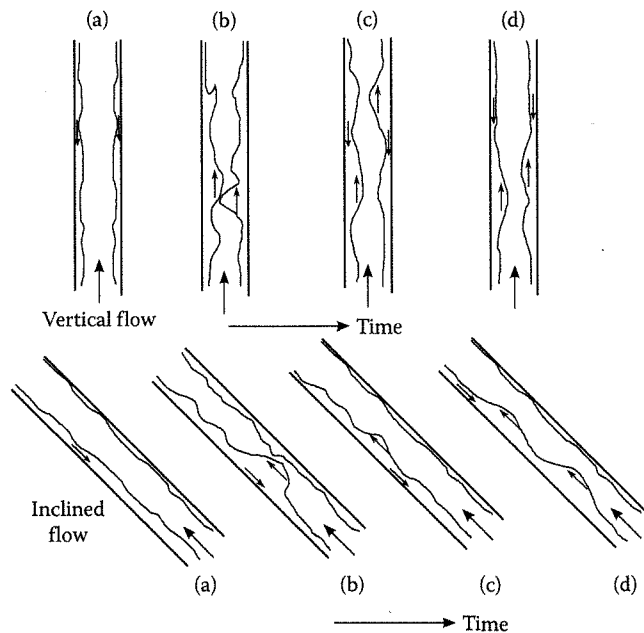 (a) (b) (c) (d)
Vertical flow
Time
Inclined
flow
(a) (b) (c) (d)
Time